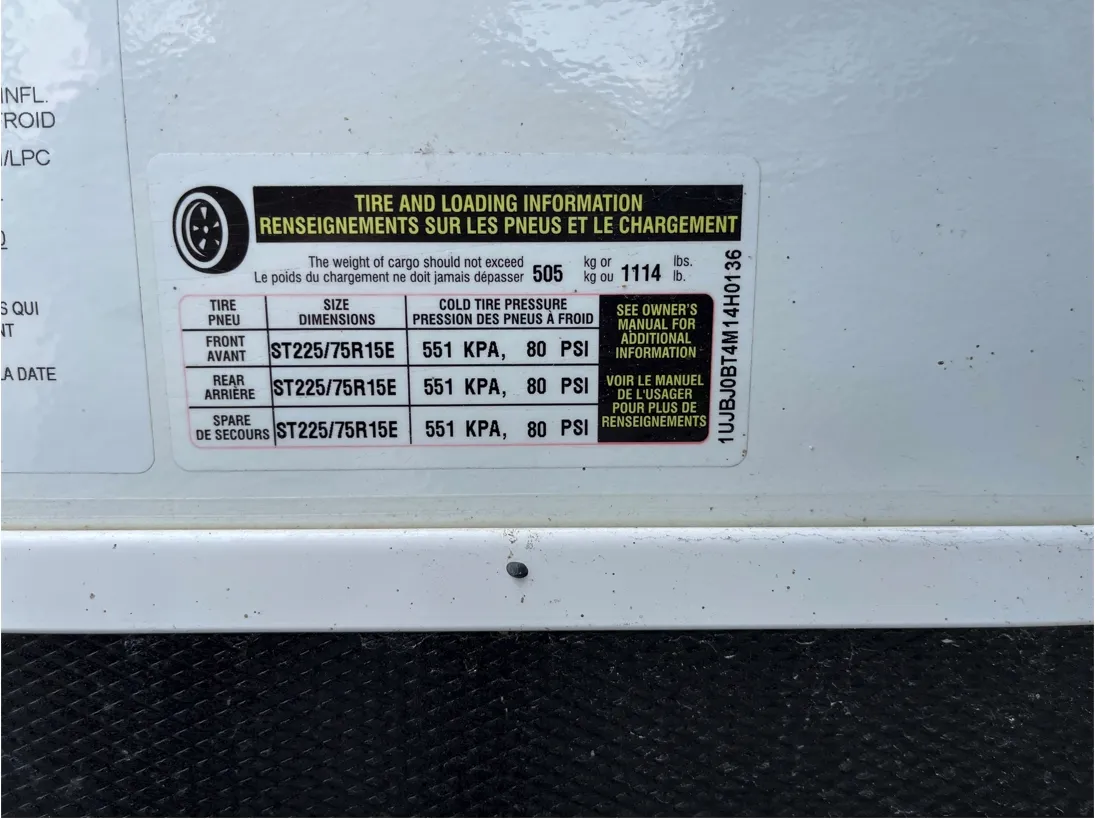 INFL.
FROID
/LPC
S QUI
NT
LA DATE
TIRE AND LOADING INFORMATION
RENSEIGNEMENTS SUR LES PNEUS ET LE CHARGEMENT
The weight of cargo should not exceed
Le poids du chargement ne doit jamais dépasser 505 kg or kg ou 1114 lbs. lb.
TIRE PNEU SIZE DIMENSIONS COLD TIRE PRESSURE PRESSION DES PNEUS À FROID
FRONT AVANT ST225/75R15E 551 KPA, 80 PSI
REAR ARRIÈRE ST225/75R15E 551 KPA, 80 PSI
SPARE DE SECOURS ST225/75R15E 551 KPA, 80 PSI
SEE OWNER'S
MANUAL FOR
ADDITIONAL
INFORMATION
VOIR LE MANUEL
DE L'USAGER
POUR PLUS DE
RENSEIGNEMENTS
1UJBJ0BT4M14H0136